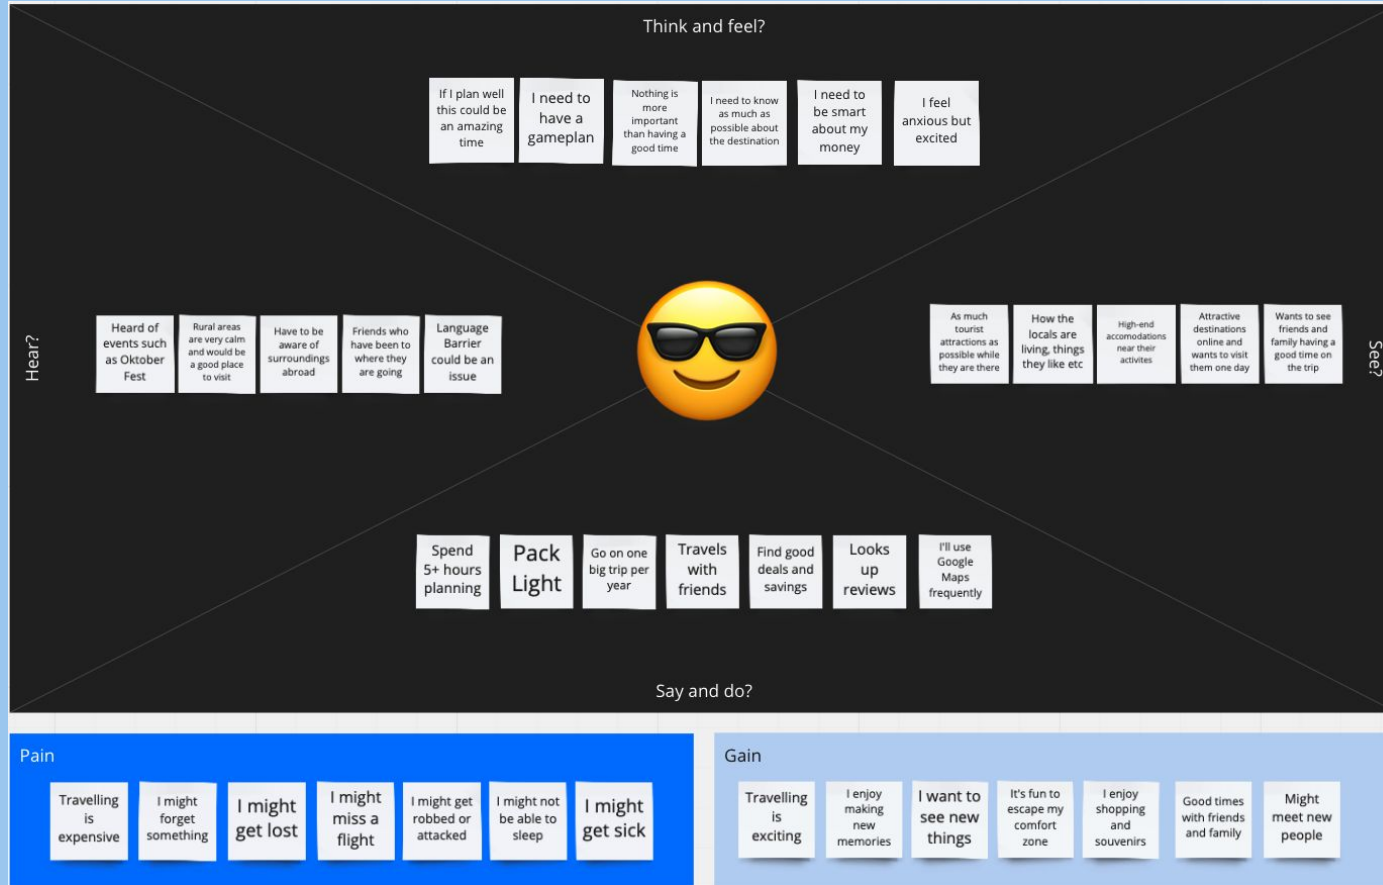 Think and feel?
If I plan well
this could be
an amazing
time
I need to
have a
gameplan
Nothing is
more
important
than having a
good time
I need to know
as much as
possible about
the destination
I need to
be smart
about my
money
I feel
anxious but
excited
Hear?
Heard of
events such
as Oktober
Fest
Rural areas
are very calm
and would be
a good place
to visit
Have to be
aware of
surroundings
abroad
Friends who
have been to
where they
are going
Language
Barrier
could be an
issue
As much
tourist
attractions as
possible while
they are there
How the
locals are
living, things
they like etc
High-end
accomodations
near their
activites
Attractive
destinations
online and
wants to visit
them one day
Wants to see
friends and
family having a
good time on
the trip
See?
Spend
5+ hours
planning
Pack
Light
Go on one
big trip per
year
Travels
with
friends
Find good
deals and
savings
Looks
up
reviews
I'll use
Google
Maps
frequently
Say and do?
Pain
Travelling
is
expensive
I might
forget
something
I might
get lost
I might
miss a
flight
I might get
robbed or
attacked
I might not
be able to
sleep
I might
get sick
Gain
Travelling
is
exciting
I enjoy
making
new
memories
I want to
see new
things
It's fun to
escape my
comfort
zone
I enjoy
shopping
and
souvenirs
Good times
with friends
and family
Might
meet new
people